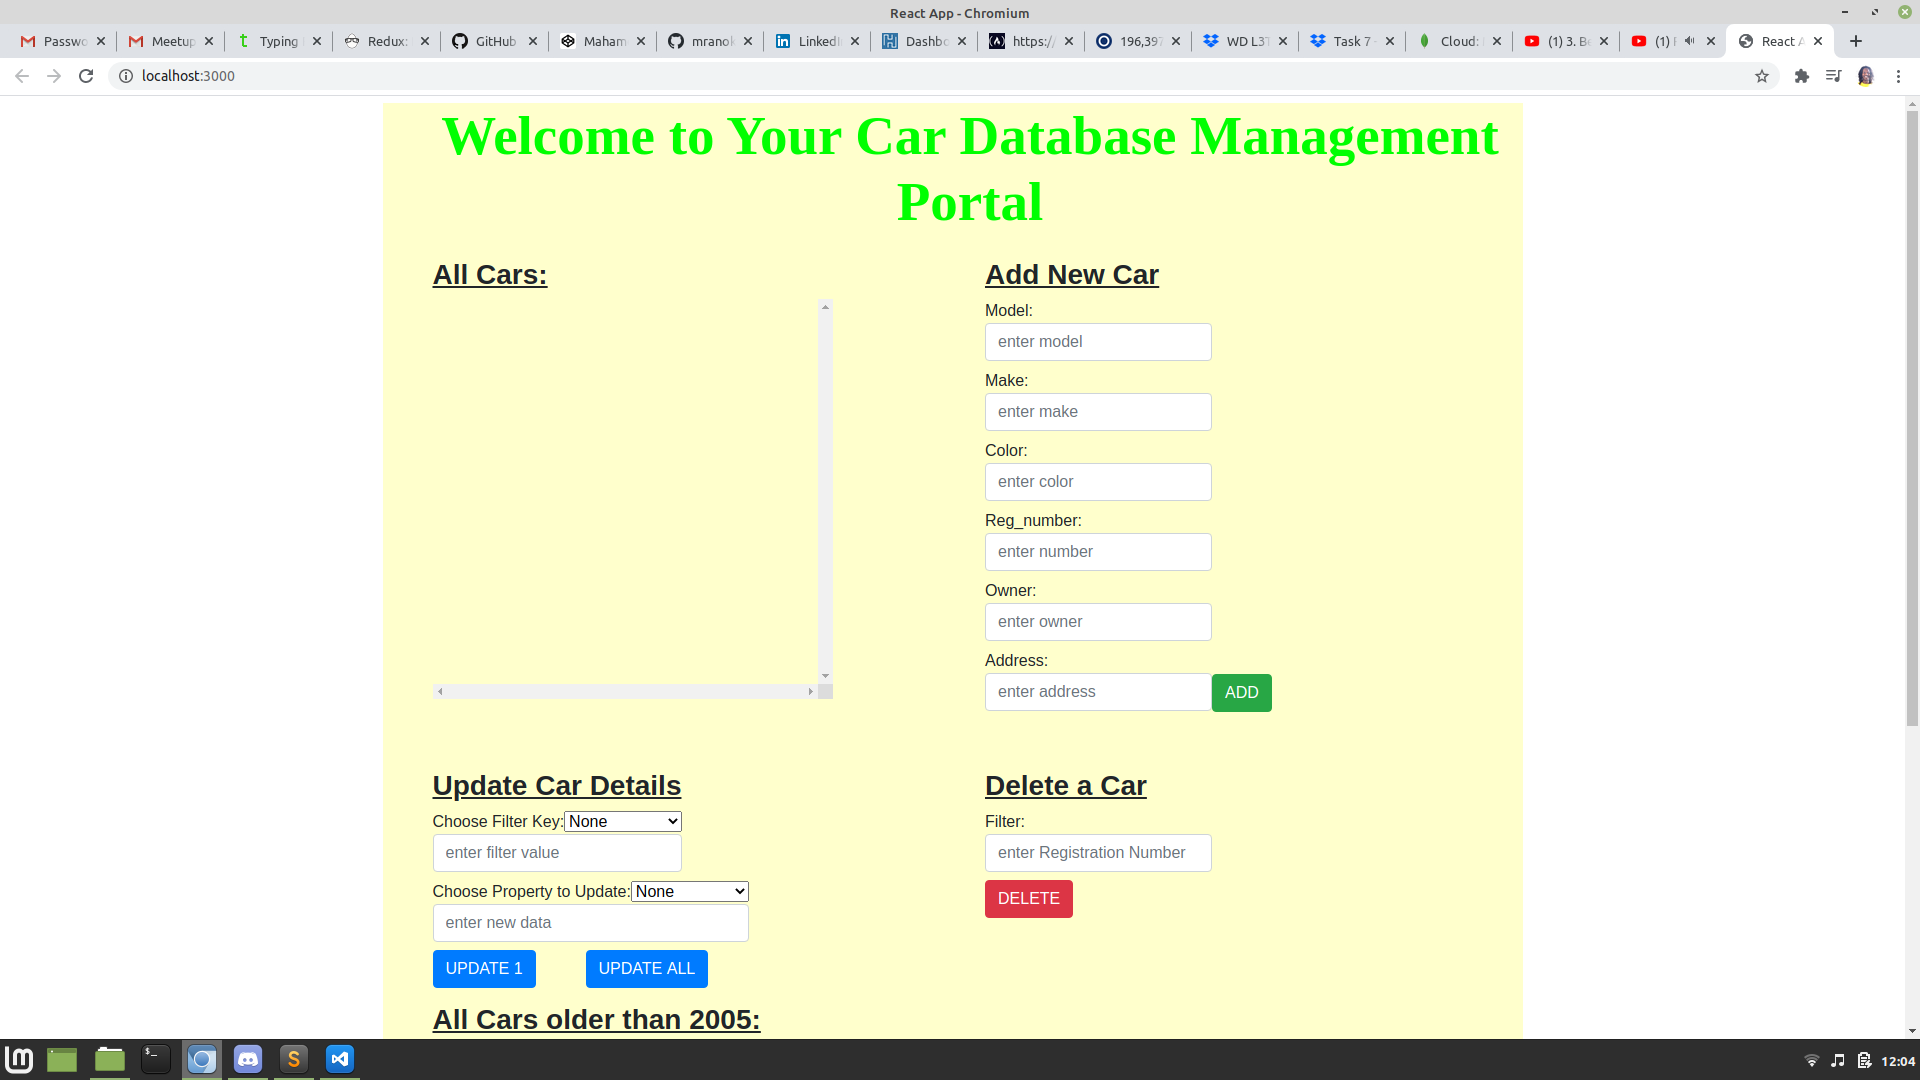 React App - Chromium
Passwo
Meetup
Typing
Redux:
GitHub
Maham
mranok
LinkedI
Dashbo
https:/
196,397
WD L3T
Task 7
Cloud:
(1) 3. Be
(1)
React A
localhost:3000
Welcome to Your Car Database Management
Portal
All Cars:
Add New Car
Model:
enter model
Make:
enter make
Color:
enter color
Reg_number:
enter number
Owner:
enter owner
Address:
enter address
ADD
Update Car Details
Delete a Car
Choose Filter Key: None
Filter:
enter filter value
enter Registration Number
Choose Property to Update: None
DELETE
enter new data
UPDATE 1
UPDATE ALL
All Cars older than 2005:
12:04